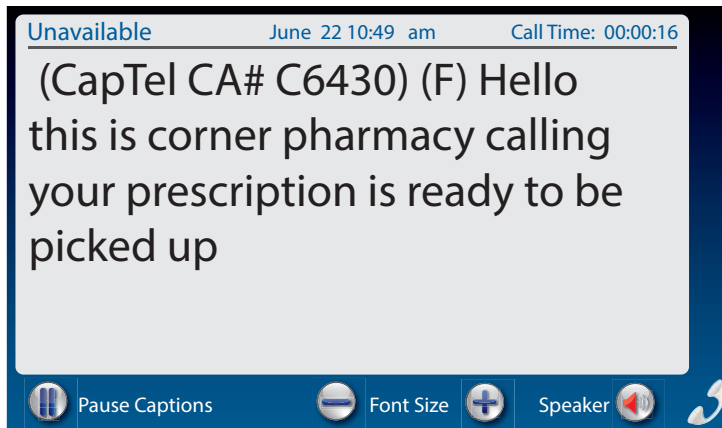 Unavailable June 22 10:49 am Call Time: 00:00:16
(CapTel CA# C6430) (F) Hello
this is corner pharmacy calling
your prescription is ready to be
picked up
Pause Captions Font Size Speaker